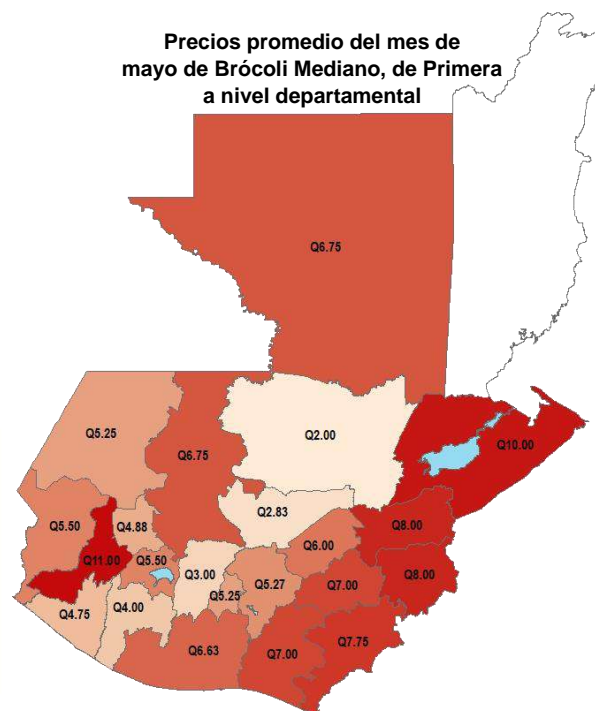 Precios promedio del mes de
mayo de Brócoli Mediano, de Primera
a nivel departamental
Q6.75
Q5.25
Q6.75
Q2.00
Q10.00
Q2.83
Q5.50
Q4.88
Q8.00
Q6.00
Q11.00
Q5.50
Q3.00
Q5.27
Q7.00
Q8.00
Q5.25
Q4.75
Q4.00
Q6.63
Q7.00
Q7.75